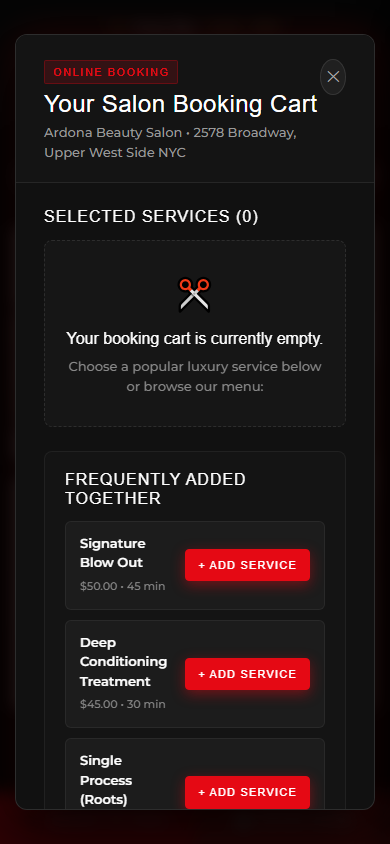 ONLINE BOOKING
Your Salon Booking Cart
Ardona Beauty Salon • 2578 Broadway,
Upper West Side NYC
SELECTED SERVICES (0)
Your booking cart is currently empty.
Choose a popular luxury service below
or browse our menu:
FREQUENTLY ADDED
TOGETHER
Signature
Blow Out
$50.00 • 45 min
+ ADD SERVICE
Deep
Conditioning
Treatment
$45.00 • 30 min
+ ADD SERVICE
Single
Process
(Roots)
+ ADD SERVICE